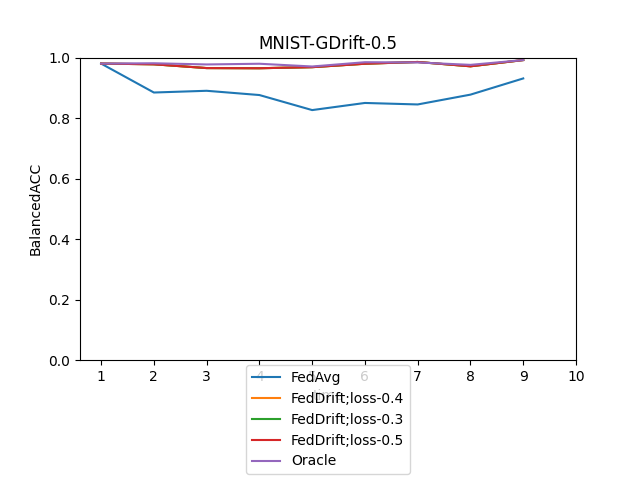 MNIST-GDrift-0.5
BalancedACC
1.0
0.8
0.6
0.4
0.2
0.0
1 2 3 4 5 6 7 8 9 10
FedAvg
FedDrift;loss-0.4
FedDrift;loss-0.3
FedDrift;loss-0.5
Oracle